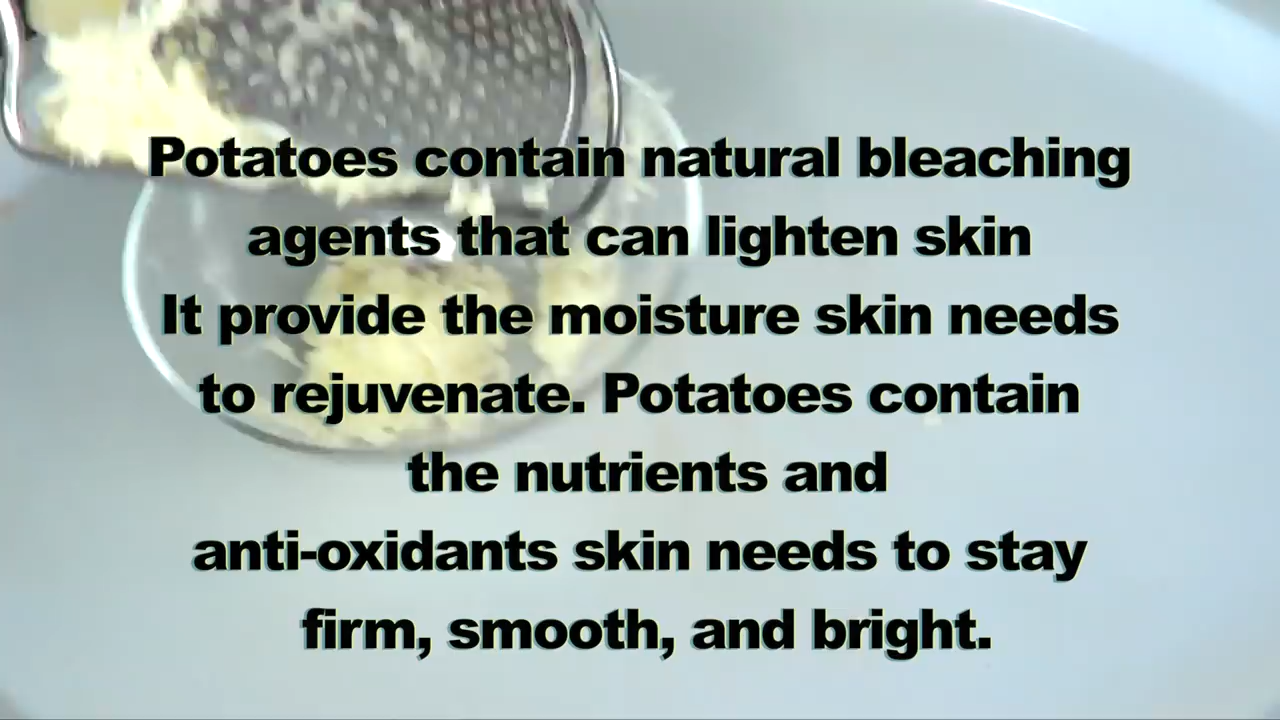 Potatoes contain natural bleaching
agents that can lighten skin
It provide the moisture skin needs
to rejuvenate. Potatoes contain
the nutrients and
anti-oxidants skin needs to stay
firm, smooth, and bright.